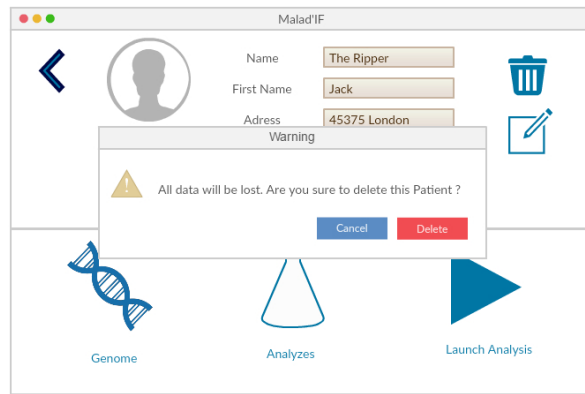 Malad'IF
Name The Ripper
First Name Jack
Adress 45375 London
Warning
All data will be lost. Are you sure to delete this Patient ?
Cancel Delete
Genome Analyzes Launch Analysis